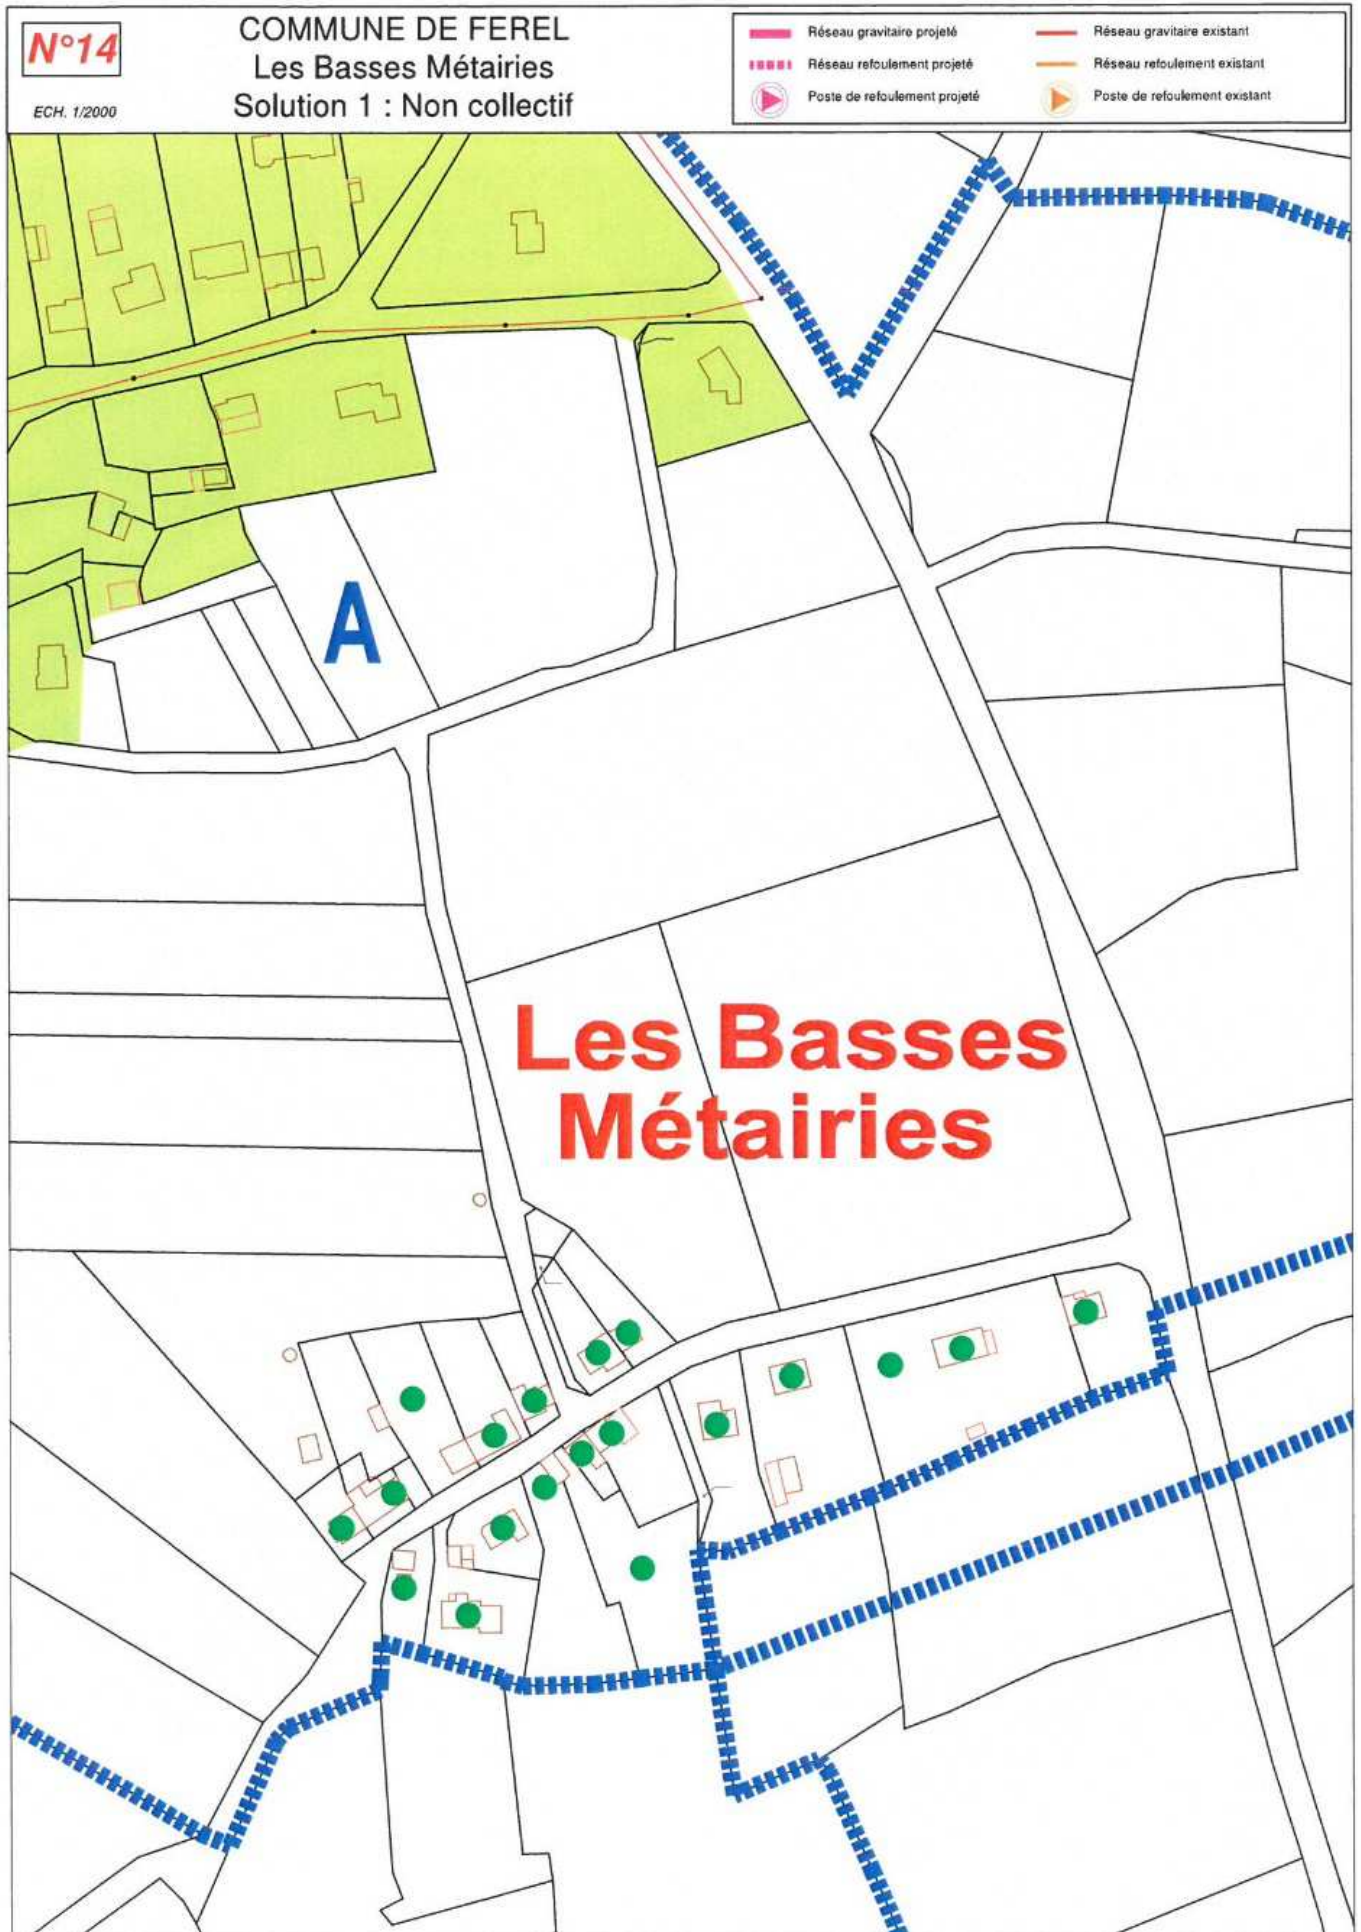 N°14
ECH. 1/2000
COMMUNE DE FEREL
Les Basses Métairies
Solution 1 : Non collectif
Réseau gravitaire projeté
Réseau refoulement projeté
Poste de refoulement projeté
Réseau gravitaire existant
Réseau refoulement existant
Poste de refoulement existant
A
Les Basses
Métairies